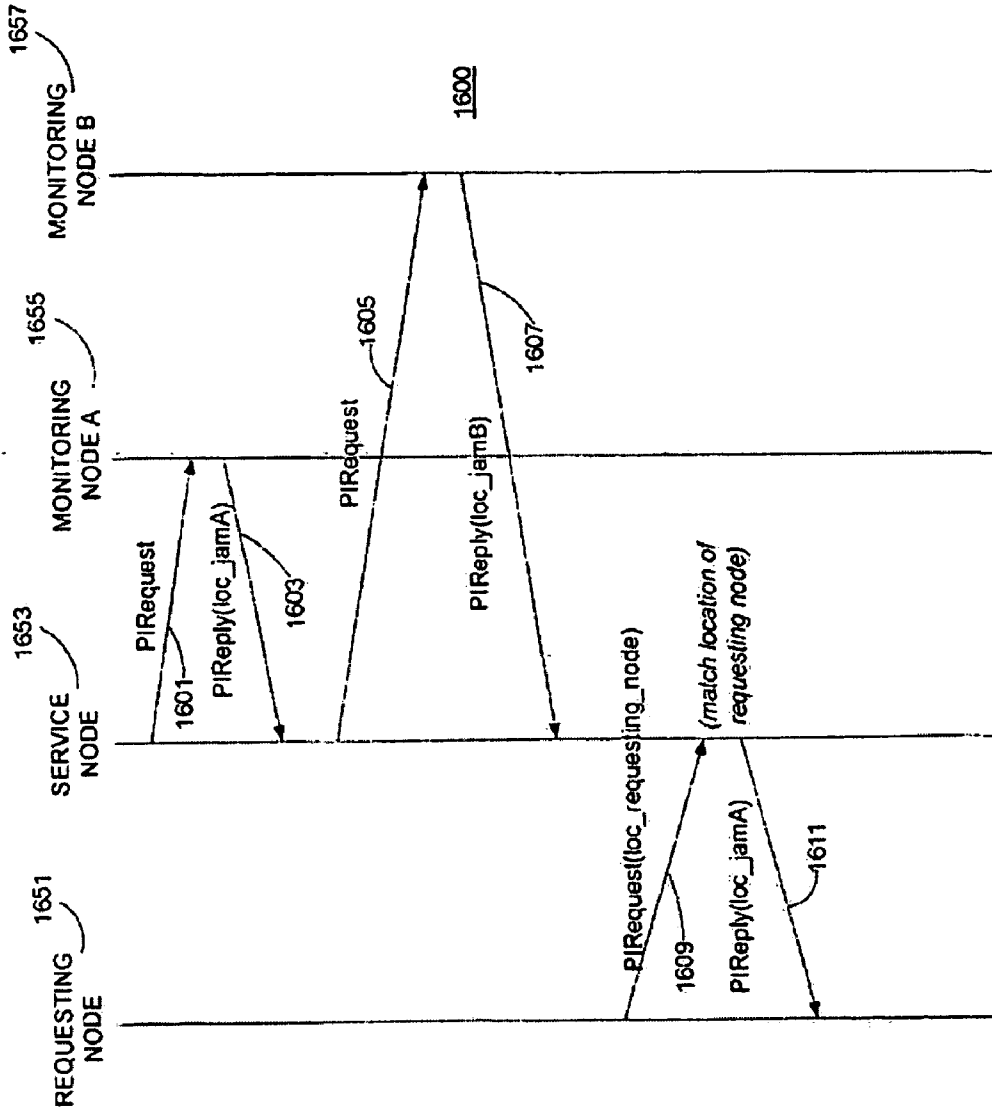 1651
REQUESTING
NODE
1653
SERVICE
NODE
1655
MONITORING
NODE A
1657
MONITORING
NODE B
PIRequest
1601
PIReply(loc_jamA)
1603
PIRequest
1605
PIReply(loc_jamB)
1607
1600
PIRequest(loc_requesting_node)
1609
(match location of
requesting node)
PIReply(loc_jamA)
1611